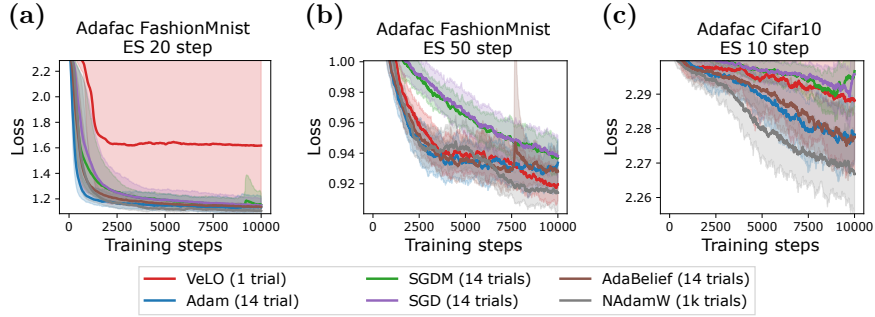 (a)
Adafac FashionMnist
ES 20 step
Loss
2.2
2.0
1.8
1.6
1.4
1.2
0
2500
5000
7500
10000
Training steps
(b)
Adafac FashionMnist
ES 50 step
Loss
1.00
0.98
0.96
0.94
0.92
0
2500
5000
7500
10000
Training steps
(c)
Adafac Cifar10
ES 10 step
Loss
2.29
2.28
2.27
2.26
0
2500
5000
7500
10000
Training steps
VeLO (1 trial)
Adam (14 trial)
SGDM (14 trials)
SGD (14 trials)
AdaBelief (14 trials)
NAdamW (1k trials)